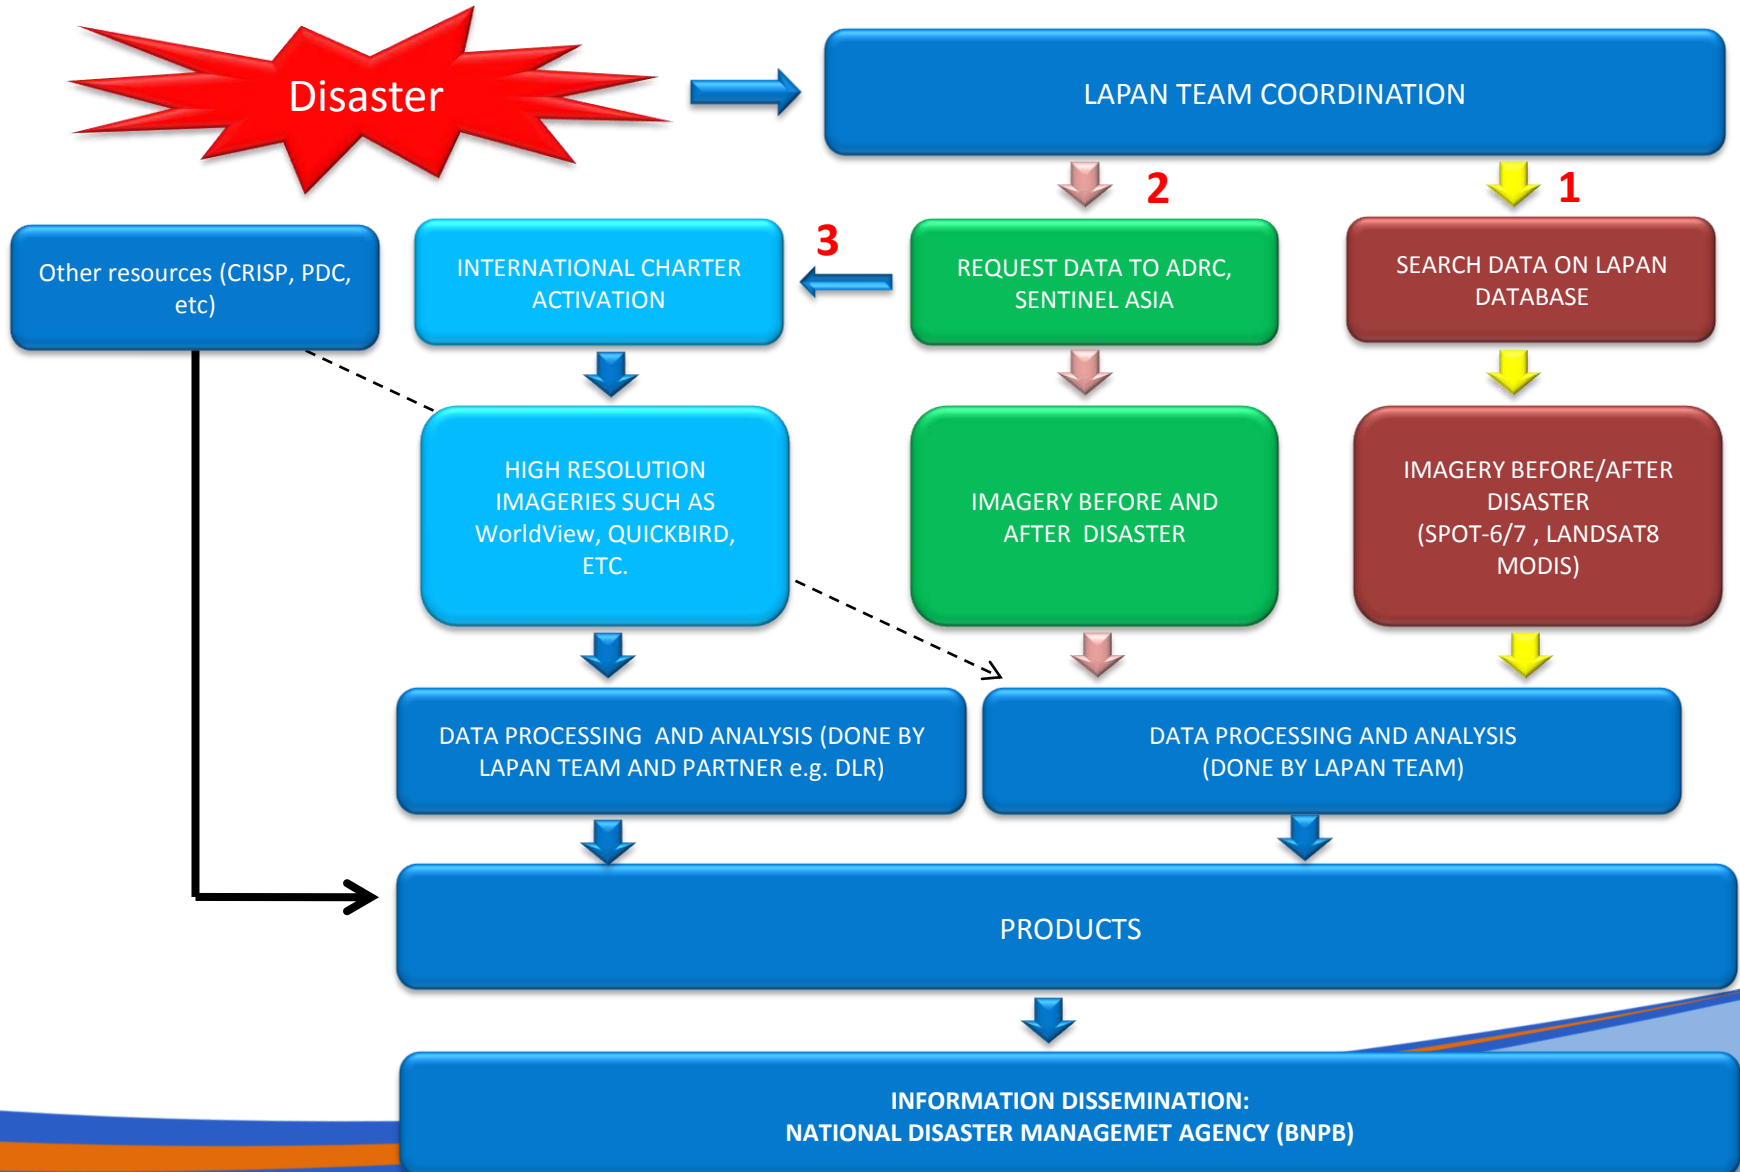 Disaster
LAPAN TEAM COORDINATION
2
1
3
Other resources (CRISP, PDC,
etc)
INTERNATIONAL CHARTER
ACTIVATION
REQUEST DATA TO ADRC,
SENTINEL ASIA
SEARCH DATA ON LAPAN
DATABASE
HIGH RESOLUTION
IMAGERIES SUCH AS
WorldView, QUICKBIRD,
ETC.
IMAGERY BEFORE AND
AFTER DISASTER
IMAGERY BEFORE/AFTER
DISASTER
(SPOT-6/7 , LANDSAT8
MODIS)
DATA PROCESSING AND ANALYSIS (DONE BY
LAPAN TEAM AND PARTNER e.g. DLR)
DATA PROCESSING AND ANALYSIS
(DONE BY LAPAN TEAM)
PRODUCTS
INFORMATION DISSEMINATION:
NATIONAL DISASTER MANAGEMET AGENCY (BNPB)